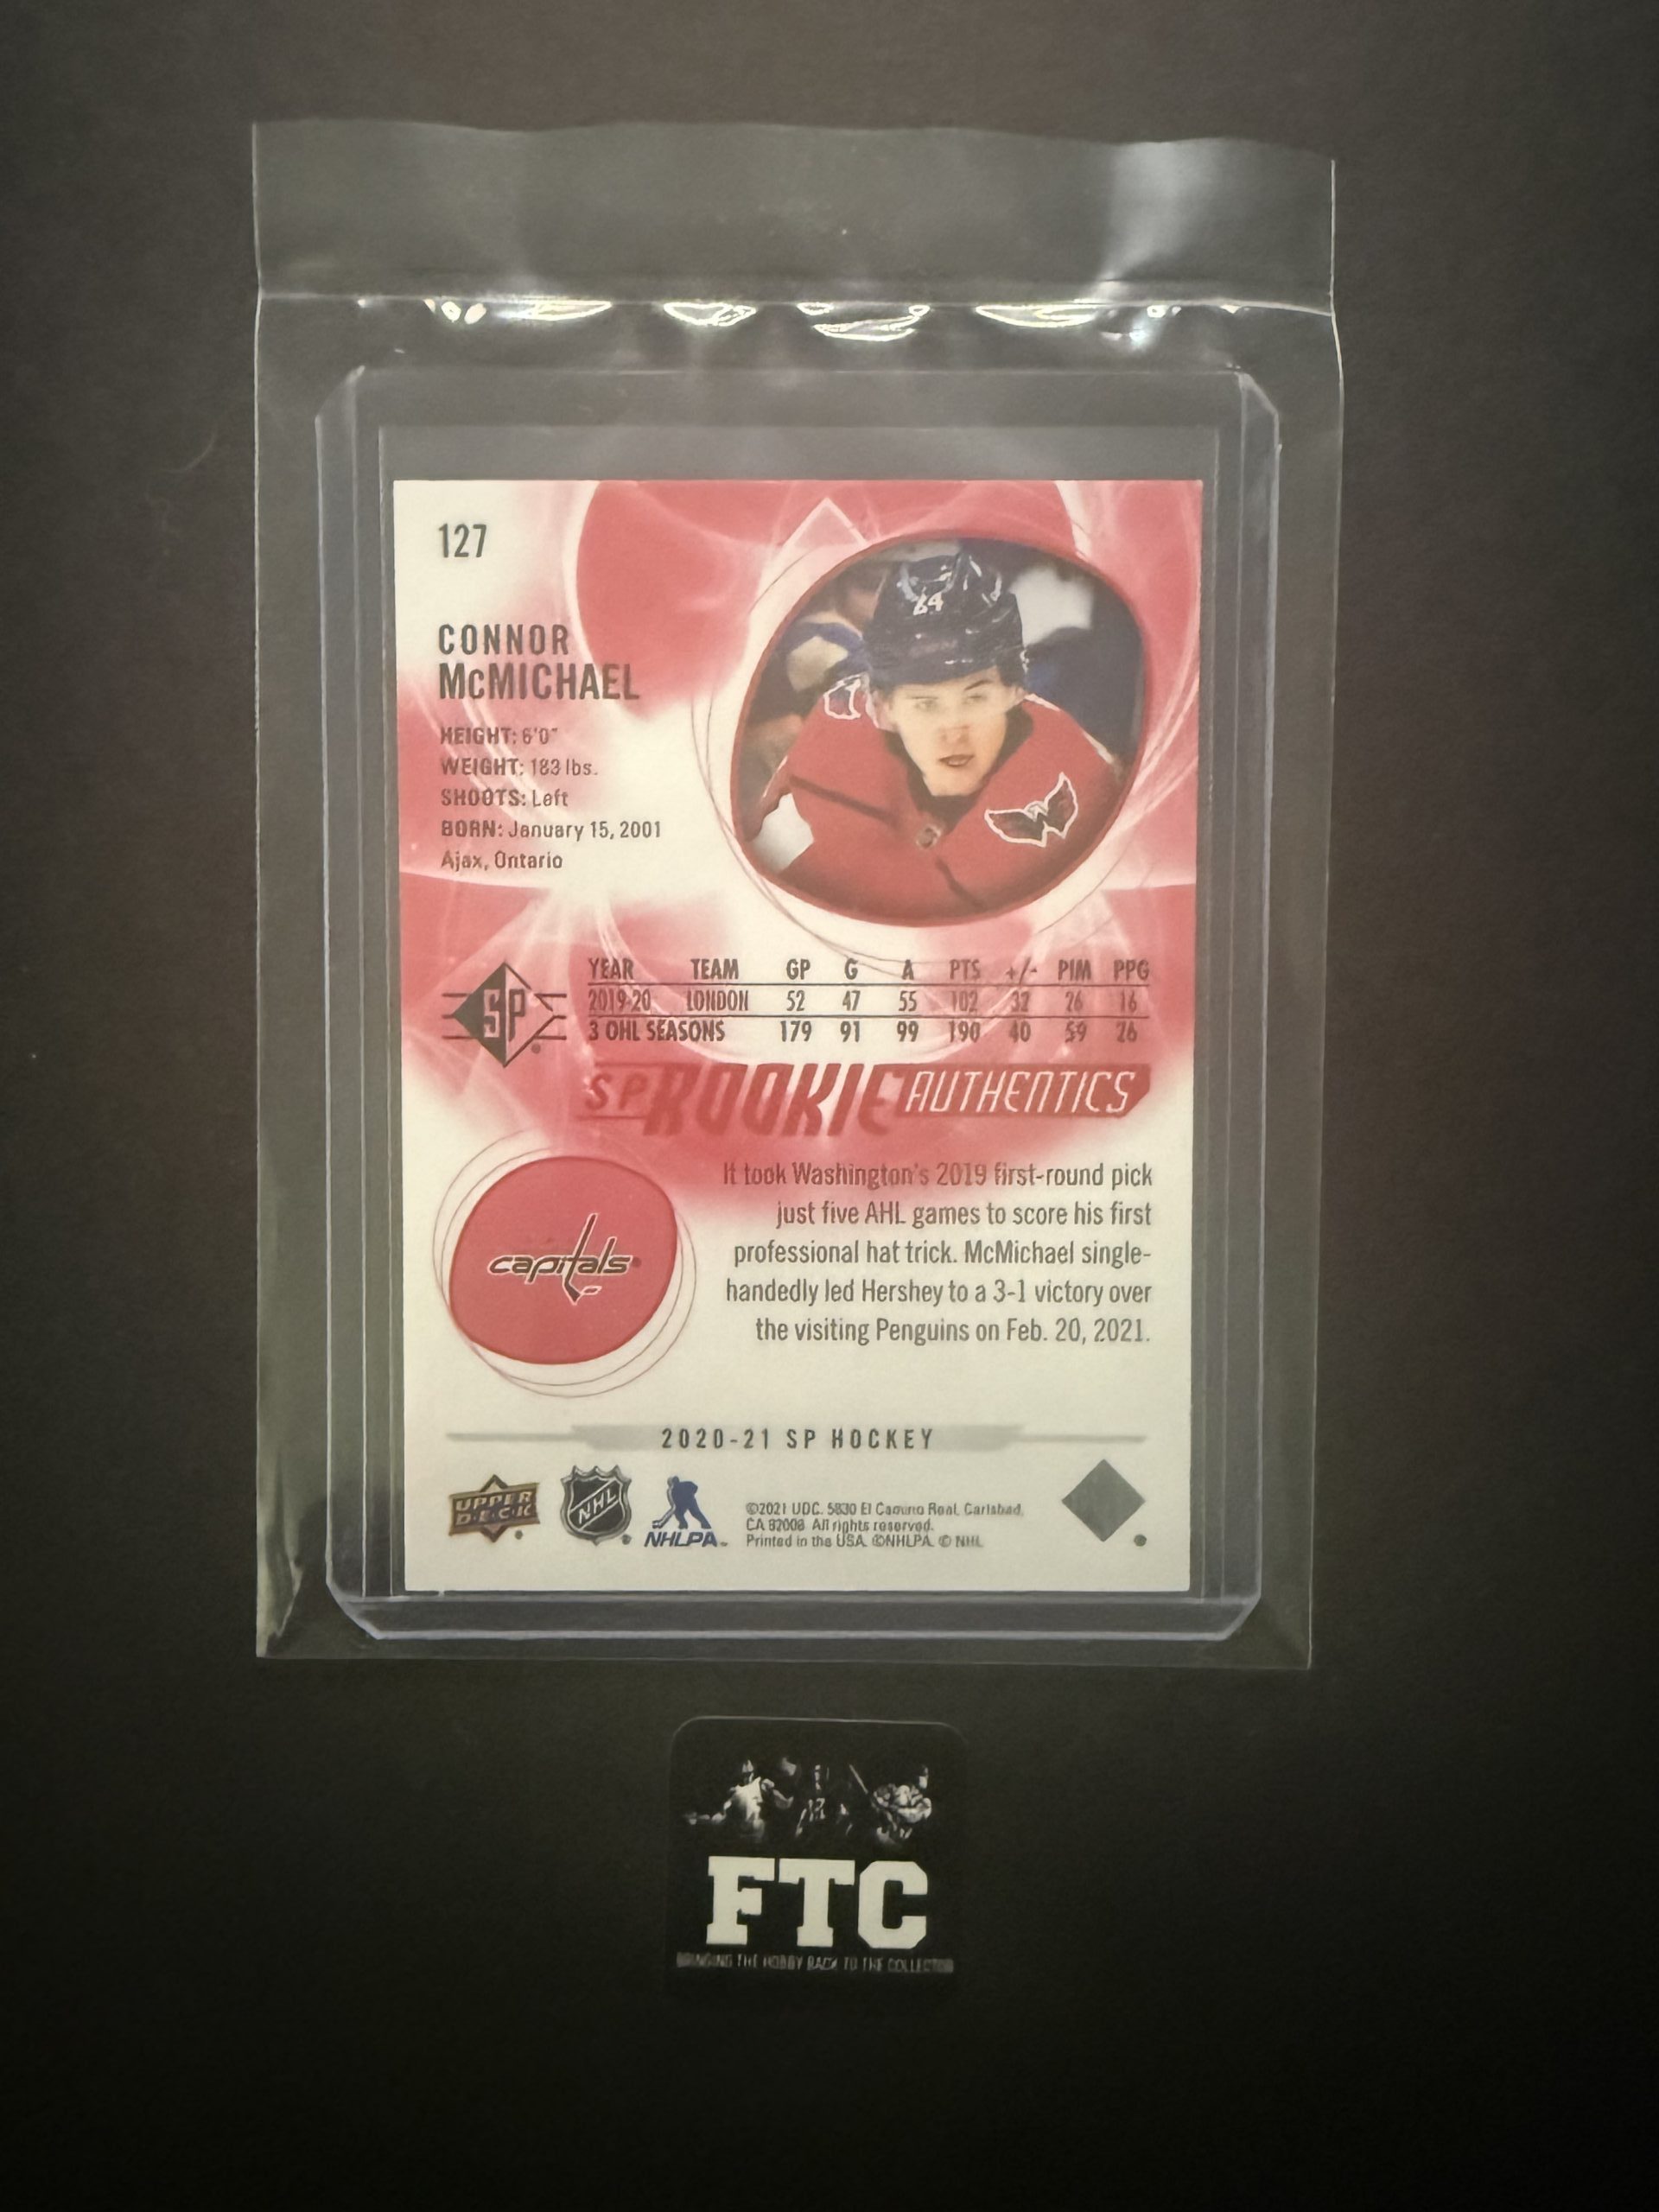 127
64
CONNOR
McMICHAEL
HEIGHT: 6'0"
WEIGHT: 183 lbs.
SHOOTS: Left
BORN: January 15, 2001
Ajax, Ontario
YEAR TEAM GP G A PTS +/- PIM PPG
2019-20 LONDON 52 47 55 102 32 26 16
3 OHL SEASONS 179 91 99 190 40 59 26
SP
SP ROOKIE AUTHENTICS
It took Washington's 2019 first-round pick
just five AHL games to score his first
professional hat trick. McMichael single-
handedly led Hershey to a 3-1 victory over
the visiting Penguins on Feb. 20, 2021.
capitals
2020-21 SP HOCKEY
UPPER
DECK
NHL
NHLPA
©2021 UDC. 5830 El Camino Real, Carlsbad,
CA 92008. All rights reserved.
Printed in the USA. ©NHLPA. © NHL
FTC
BRINGING THE HOBBY BACK TO THE COLLECTOR